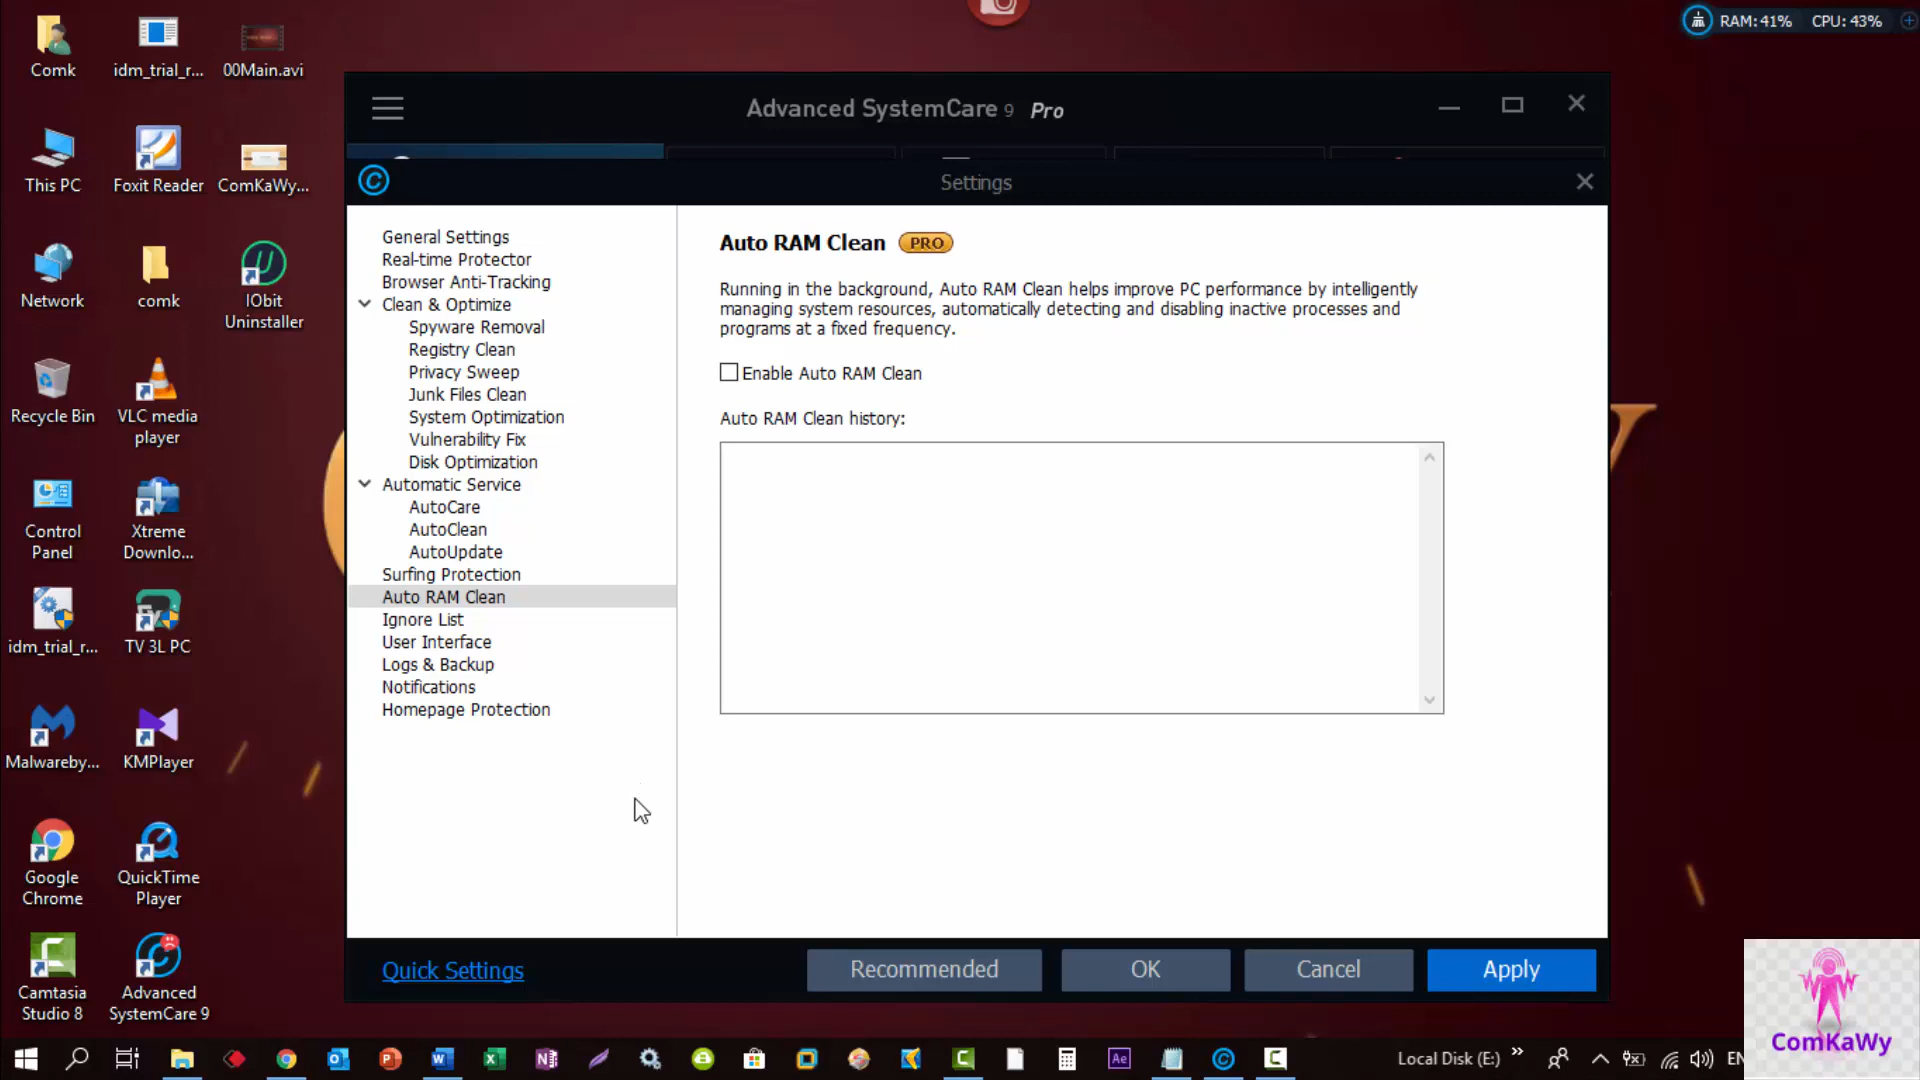 Comk
idm_trial_r...
00Main.avi
RAM: 41%
CPU: 43%
Advanced SystemCare 9 Pro
This PC
Foxit Reader
ComKaWy...
Settings
General Settings
Real-time Protector
Browser Anti-Tracking
Clean & Optimize
Spyware Removal
Registry Clean
Privacy Sweep
Junk Files Clean
System Optimization
Vulnerability Fix
Disk Optimization
Automatic Service
AutoCare
AutoClean
AutoUpdate
Surfing Protection
Auto RAM Clean
Ignore List
User Interface
Logs & Backup
Notifications
Homepage Protection
Auto RAM Clean PRO
Running in the background, Auto RAM Clean helps improve PC performance by intelligently
managing system resources, automatically detecting and disabling inactive processes and
programs at a fixed frequency.
Enable Auto RAM Clean
Auto RAM Clean history:
Network
comk
IObit
Uninstaller
Recycle Bin
VLC media
player
Control
Panel
Xtreme
Downlo...
idm_trial_r...
TV 3L PC
Malwareby...
KMPlayer
Google
Chrome
QuickTime
Player
Camtasia
Studio 8
Advanced
SystemCare 9
Quick Settings
Recommended
OK
Cancel
Apply
ComKaWy
Local Disk (E:)
EN